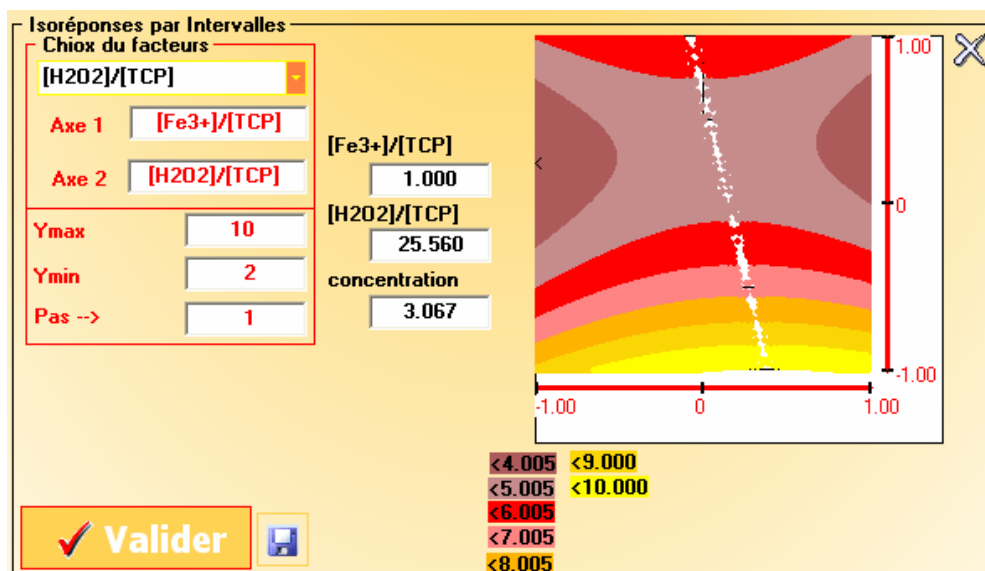 Isoréponses par Intervalles
Chiox du facteurs
[H2O2]/[TCP]
Axe 1 [Fe3+]/[TCP]
Axe 2 [H2O2]/[TCP]
Ymax 10
Ymin 2
Pas --> 1
[Fe3+]/[TCP]
1.000
[H2O2]/[TCP]
25.560
concentration
3.067
1.00
0
-1.00
-1.00 0 1.00
<4.005 <9.000
<5.005 <10.000
<6.005
<7.005
<8.005
Valider